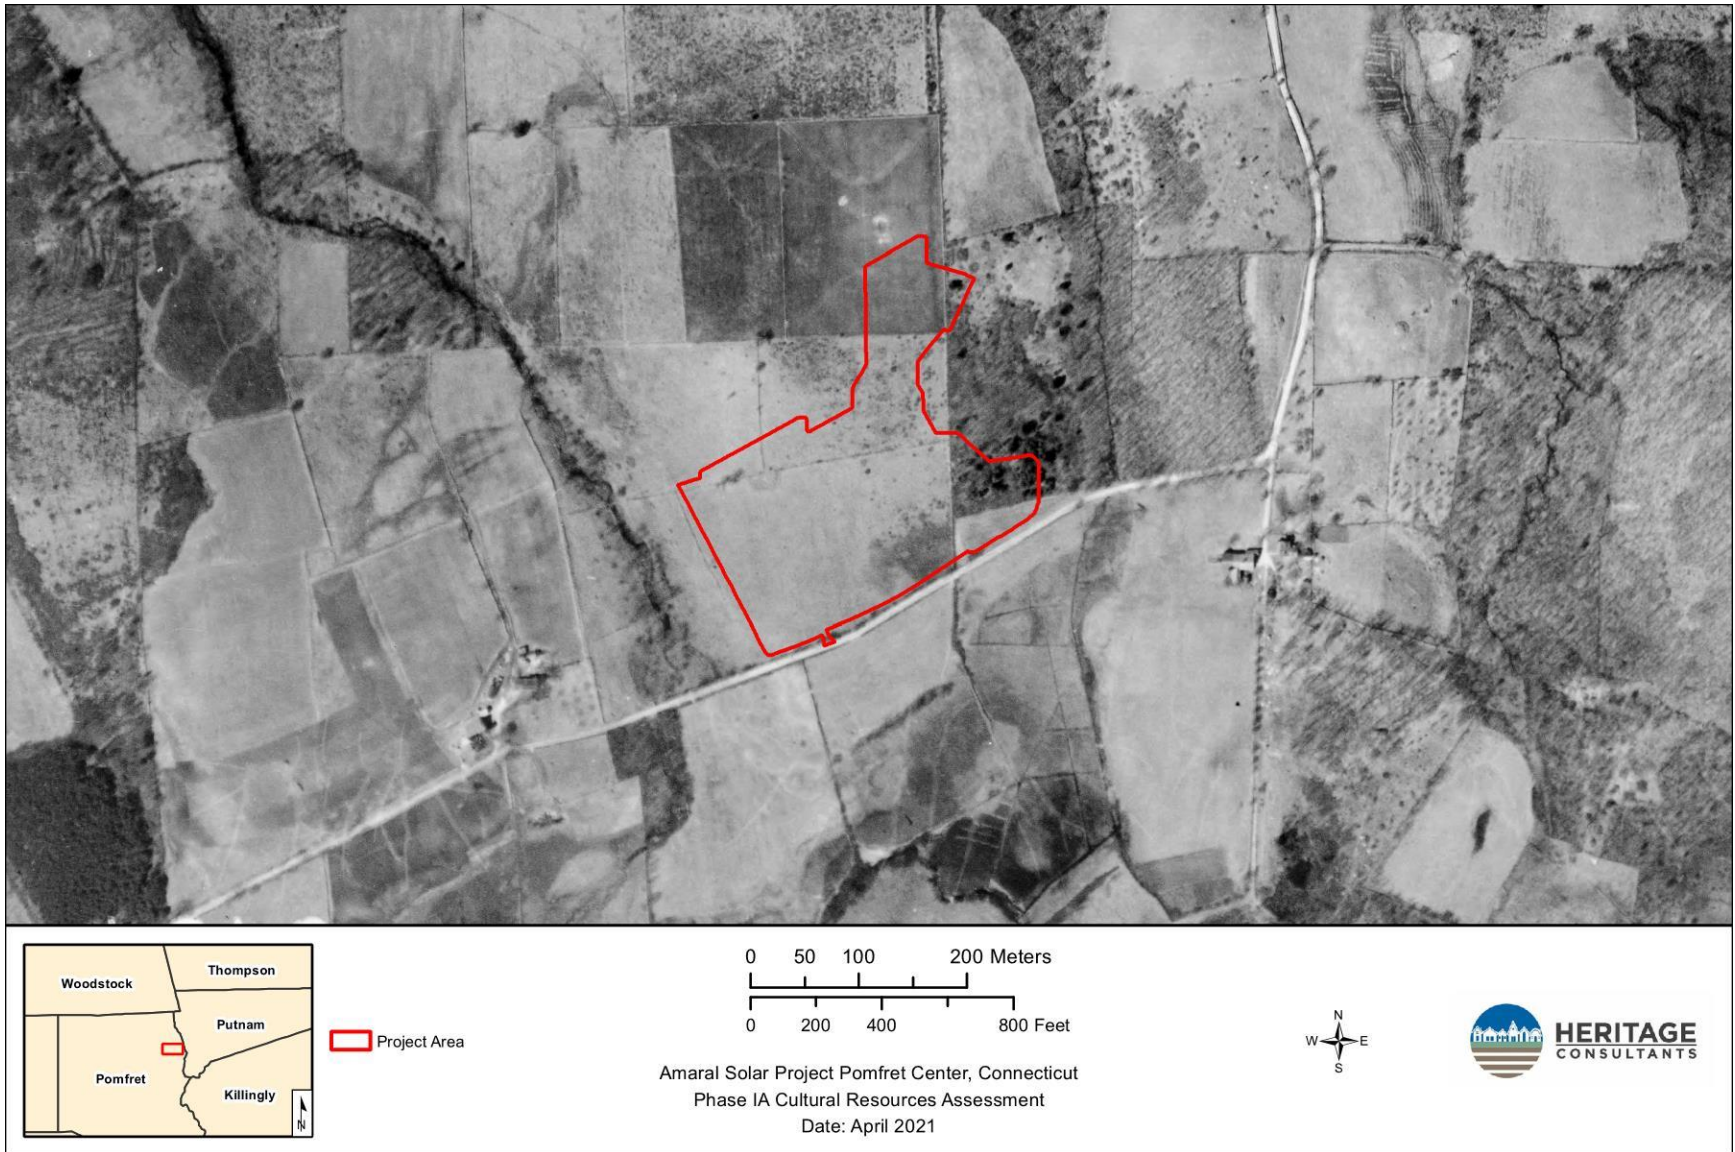 Woodstock
Thompson
Putnam
Pomfret
Killingly
N
Project Area
0 50 100 200 Meters
0 200 400 800 Feet
Amaral Solar Project Pomfret Center, Connecticut
Phase IA Cultural Resources Assessment
Date: April 2021
N
W E
S
HERITAGE
CONSULTANTS